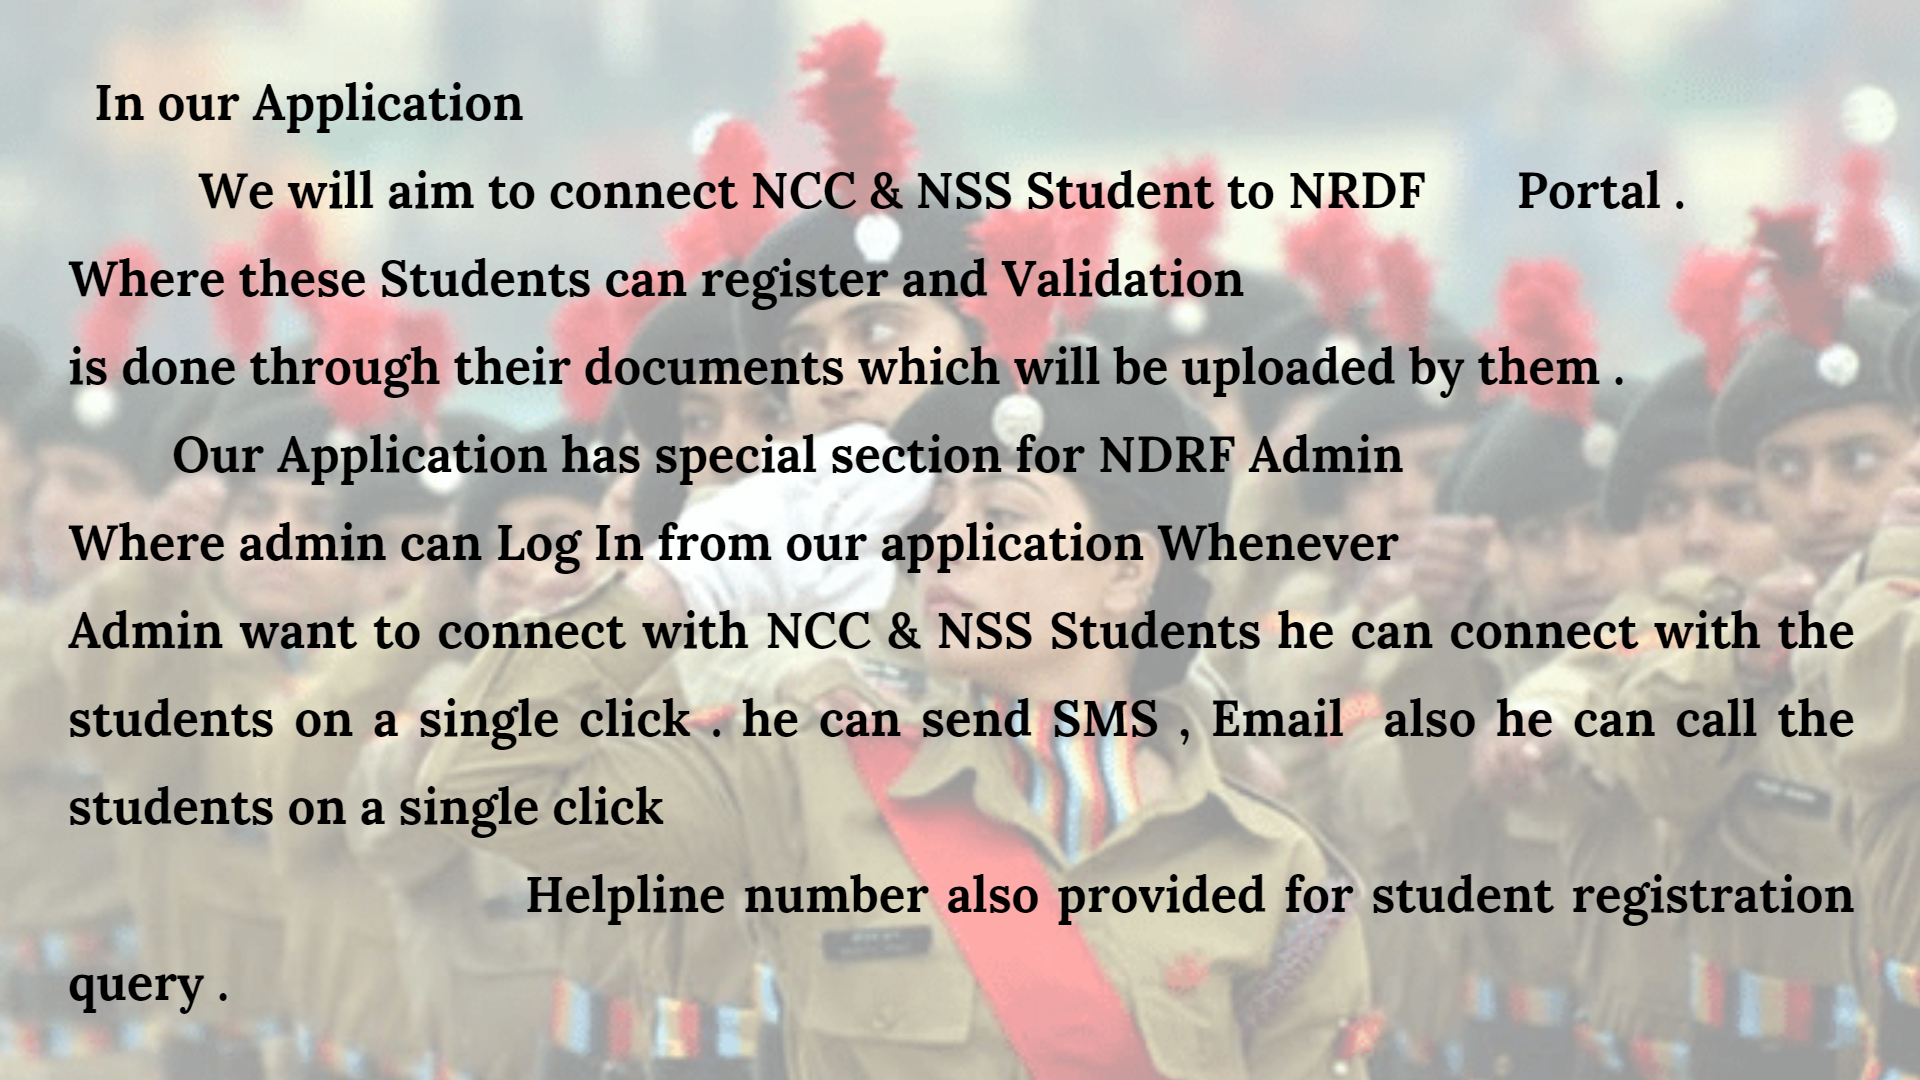 In our Application
We will aim to connect NCC & NSS Student to NRDF Portal .
Where these Students can register and Validation
is done through their documents which will be uploaded by them .
Our Application has special section for NDRF Admin
Where admin can Log In from our application Whenever
Admin want to connect with NCC & NSS Students he can connect with the
students on a single click . he can send SMS , Email also he can call the
students on a single click
Helpline number also provided for student registration
query .